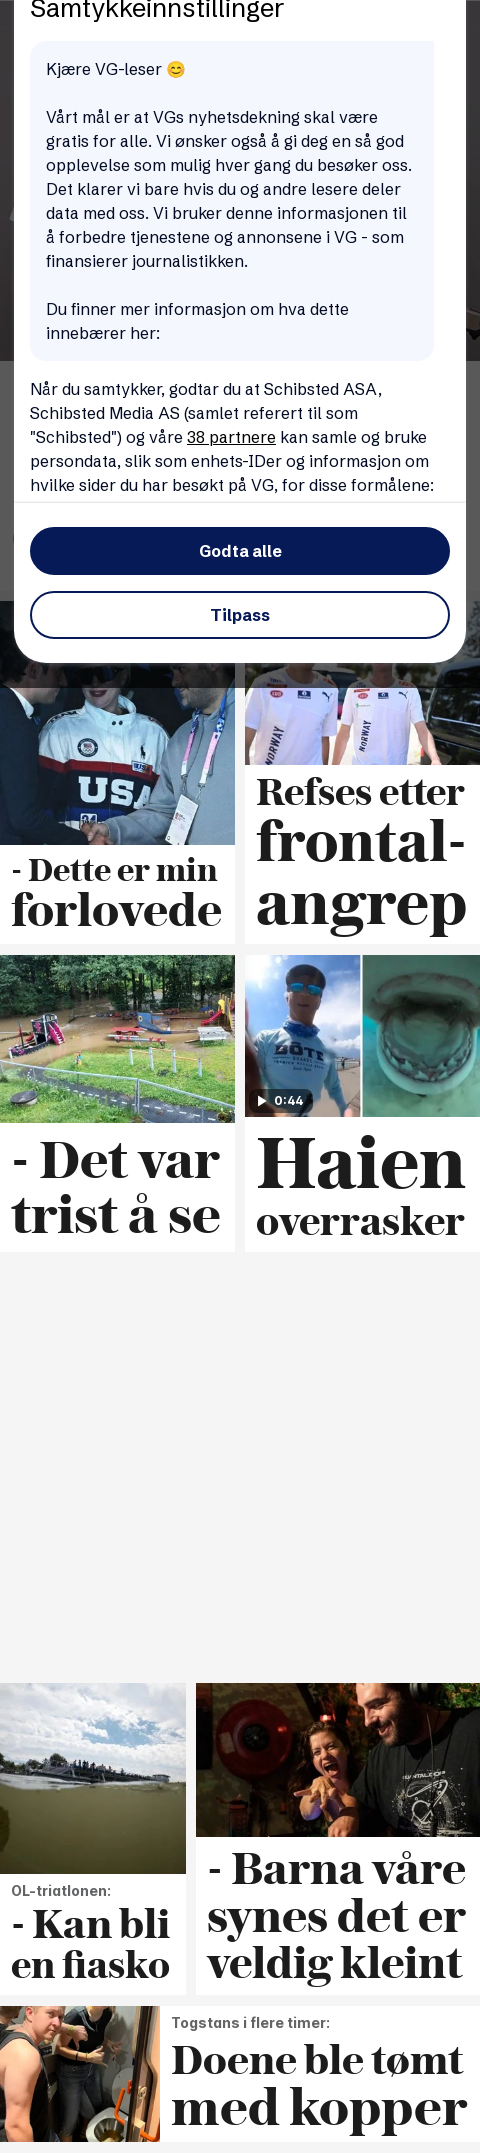 Samtykkeinnstillinger
Kjære VG-leser 😊
Vårt mål er at VGs nyhetsdekning skal være
gratis for alle. Vi ønsker også å gi deg en så god
opplevelse som mulig hver gang du besøker oss.
Det klarer vi bare hvis du og andre lesere deler
data med oss. Vi bruker denne informasjonen til
å forbedre tjenestene og annonsene i VG - som
finansierer journalistikken.
Du finner mer informasjon om hva dette
innebærer her:
Når du samtykker, godtar du at Schibsted ASA,
Schibsted Media AS (samlet referert til som
"Schibsted") og våre 38 partnere kan samle og bruke
persondata, slik som enhets-IDer og informasjon om
hvilke sider du har besøkt på VG, for disse formålene:
Godta alle
Tilpass
USA
NORWAY
NORWAY
- Dette er min
forlovede
Refses etter
frontal-
angrep
0:44
- Det var
trist å se
Haien
overrasker
OL-triatlonen:
- Kan bli
en fiasko
- Barna våre
synes det er
veldig kleint
Togstans i flere timer:
Doene ble tømt
med kopper